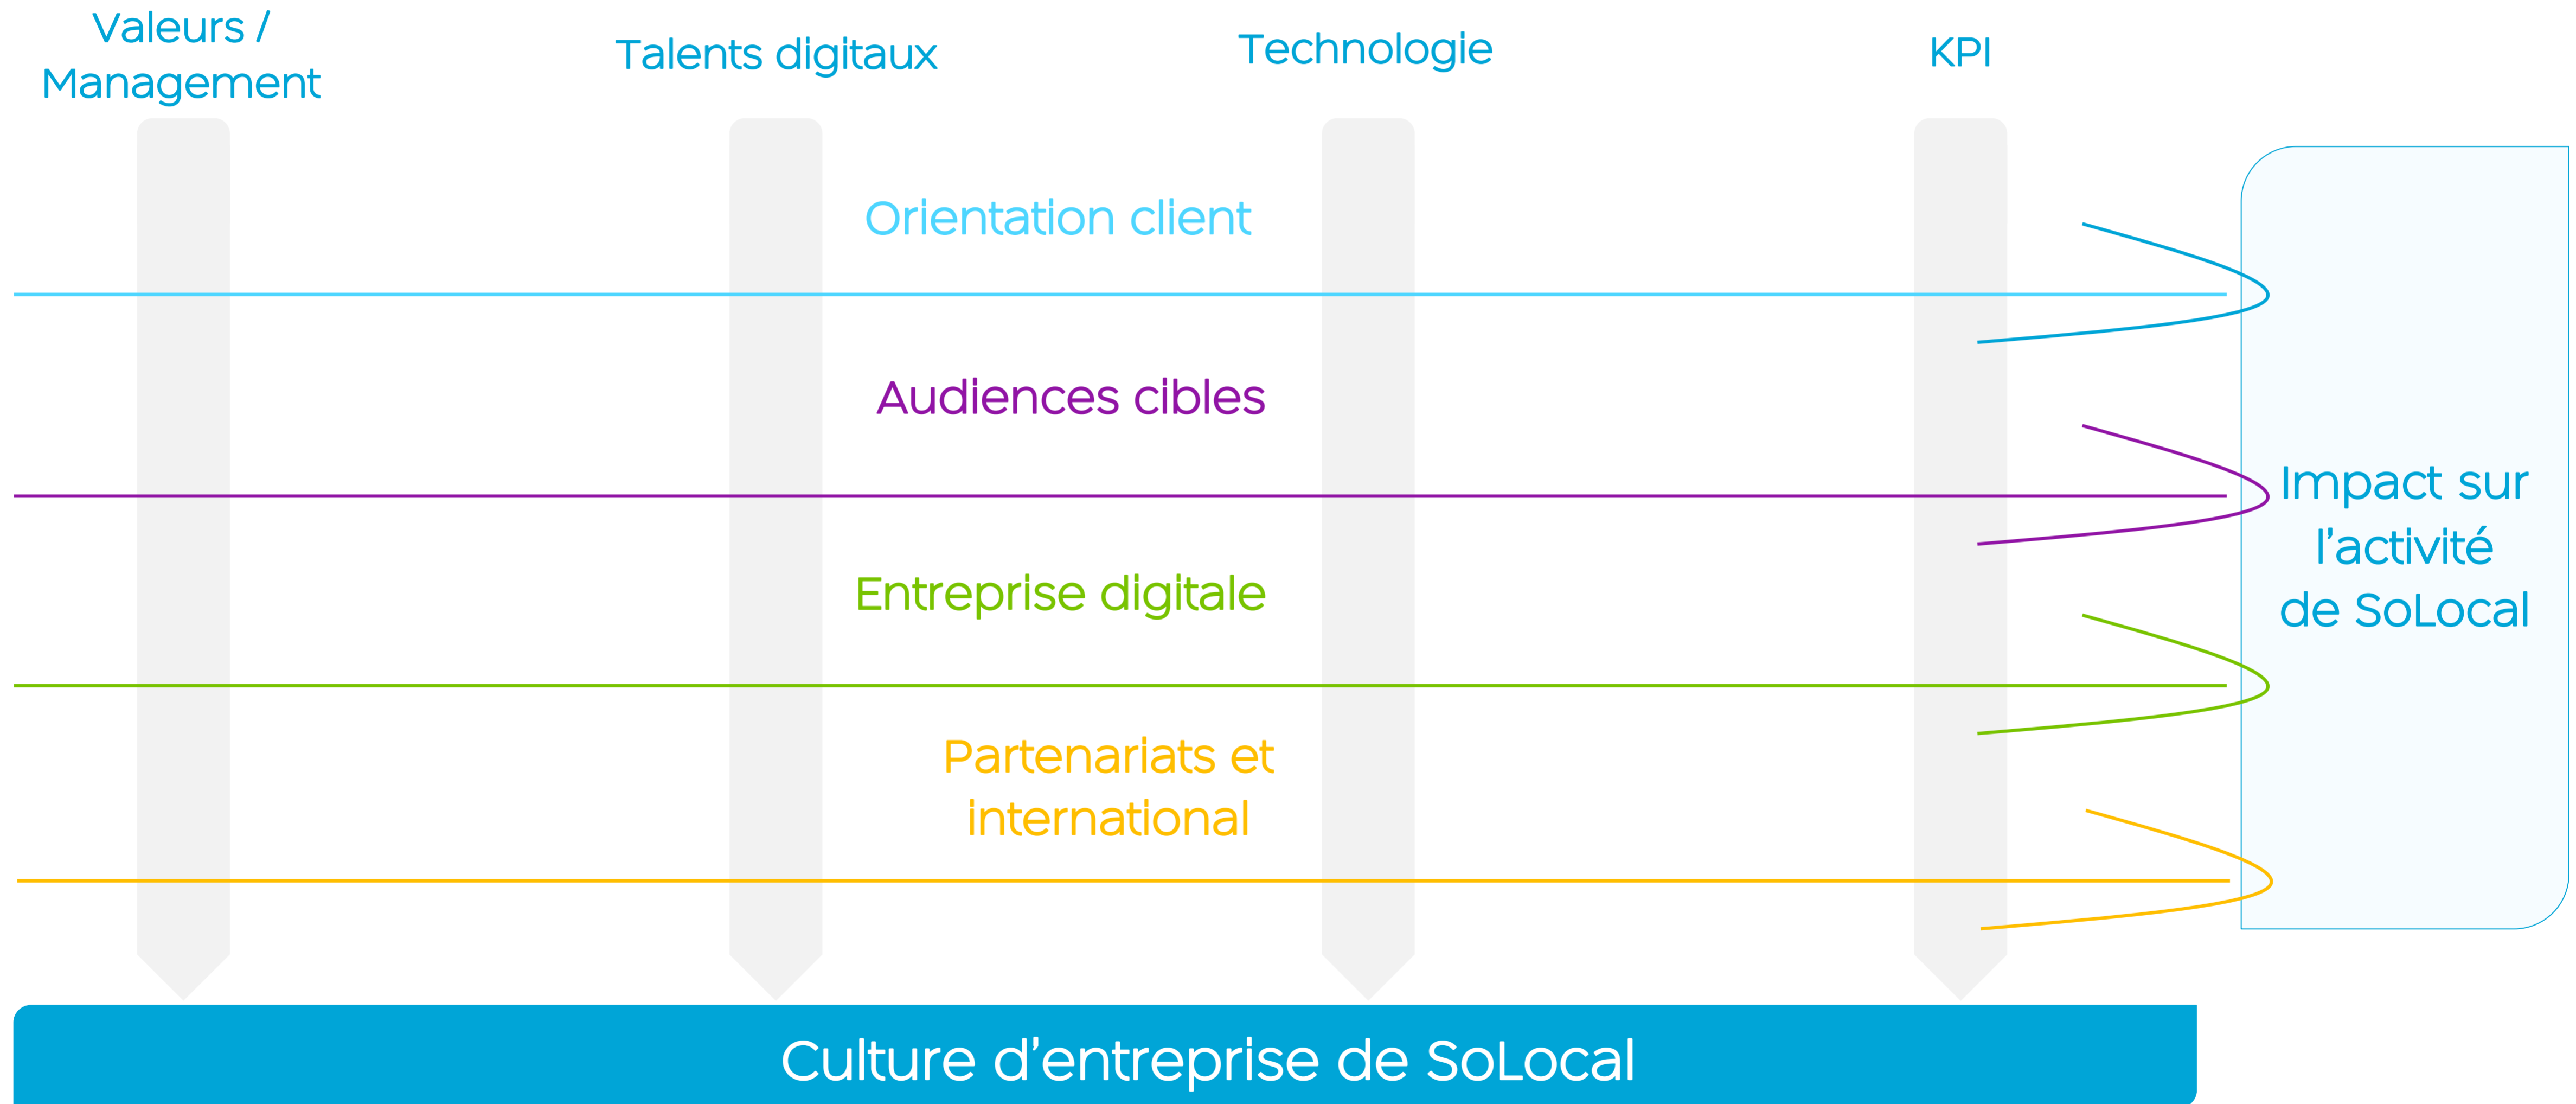 Valeurs /
Management
Talents digitaux
Technologie
KPI
Orientation client
Audiences cibles
Entreprise digitale
Partenariats et
international
Impact sur
l'activité
de SoLocal
Culture d'entreprise de SoLocal